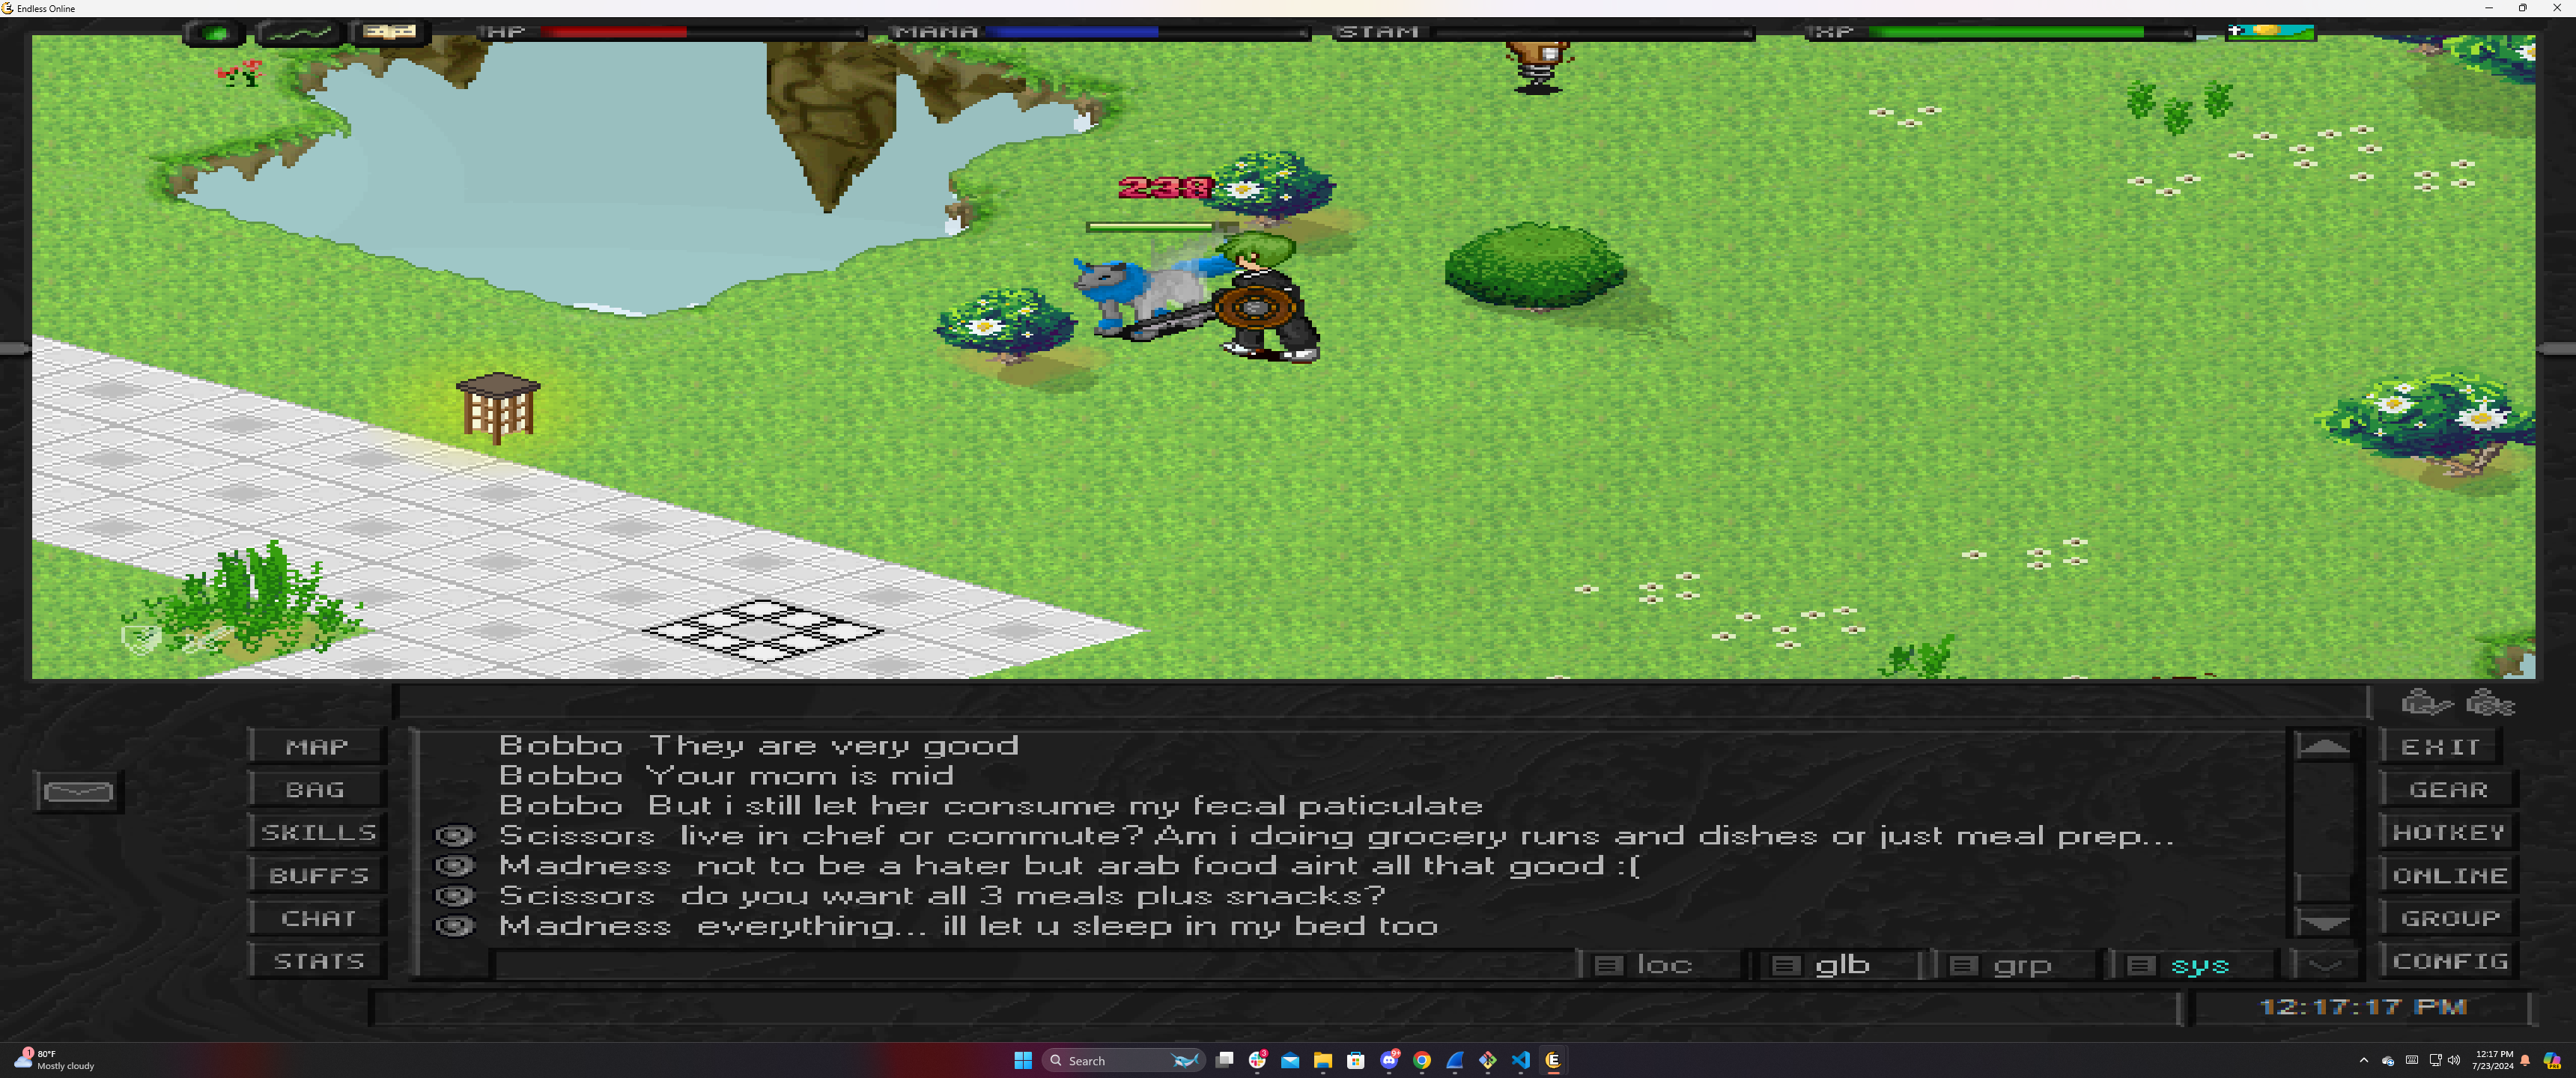 Endless Online
HP
MANA
STAM
XP
238
MAP
BAG
SKILLS
BUFFS
CHAT
STATS
Bobbo They are very good
Bobbo Your mom is mid
Bobbo But i still let her consume my fecal paticulate
Scissors live in chef or commute? Am i doing grocery runs and dishes or just meal prep...
Madness not to be a hater but arab food aint all that good :(
Scissors do you want all 3 meals plus snacks?
Madness everything... ill let u sleep in my bed too
loc glb grp sys
EXIT
GEAR
HOTKEY
ONLINE
GROUP
CONFIG
12:17:17 PM
1
80°F
Mostly cloudy
Search
3
9+
12:17 PM
7/23/2024